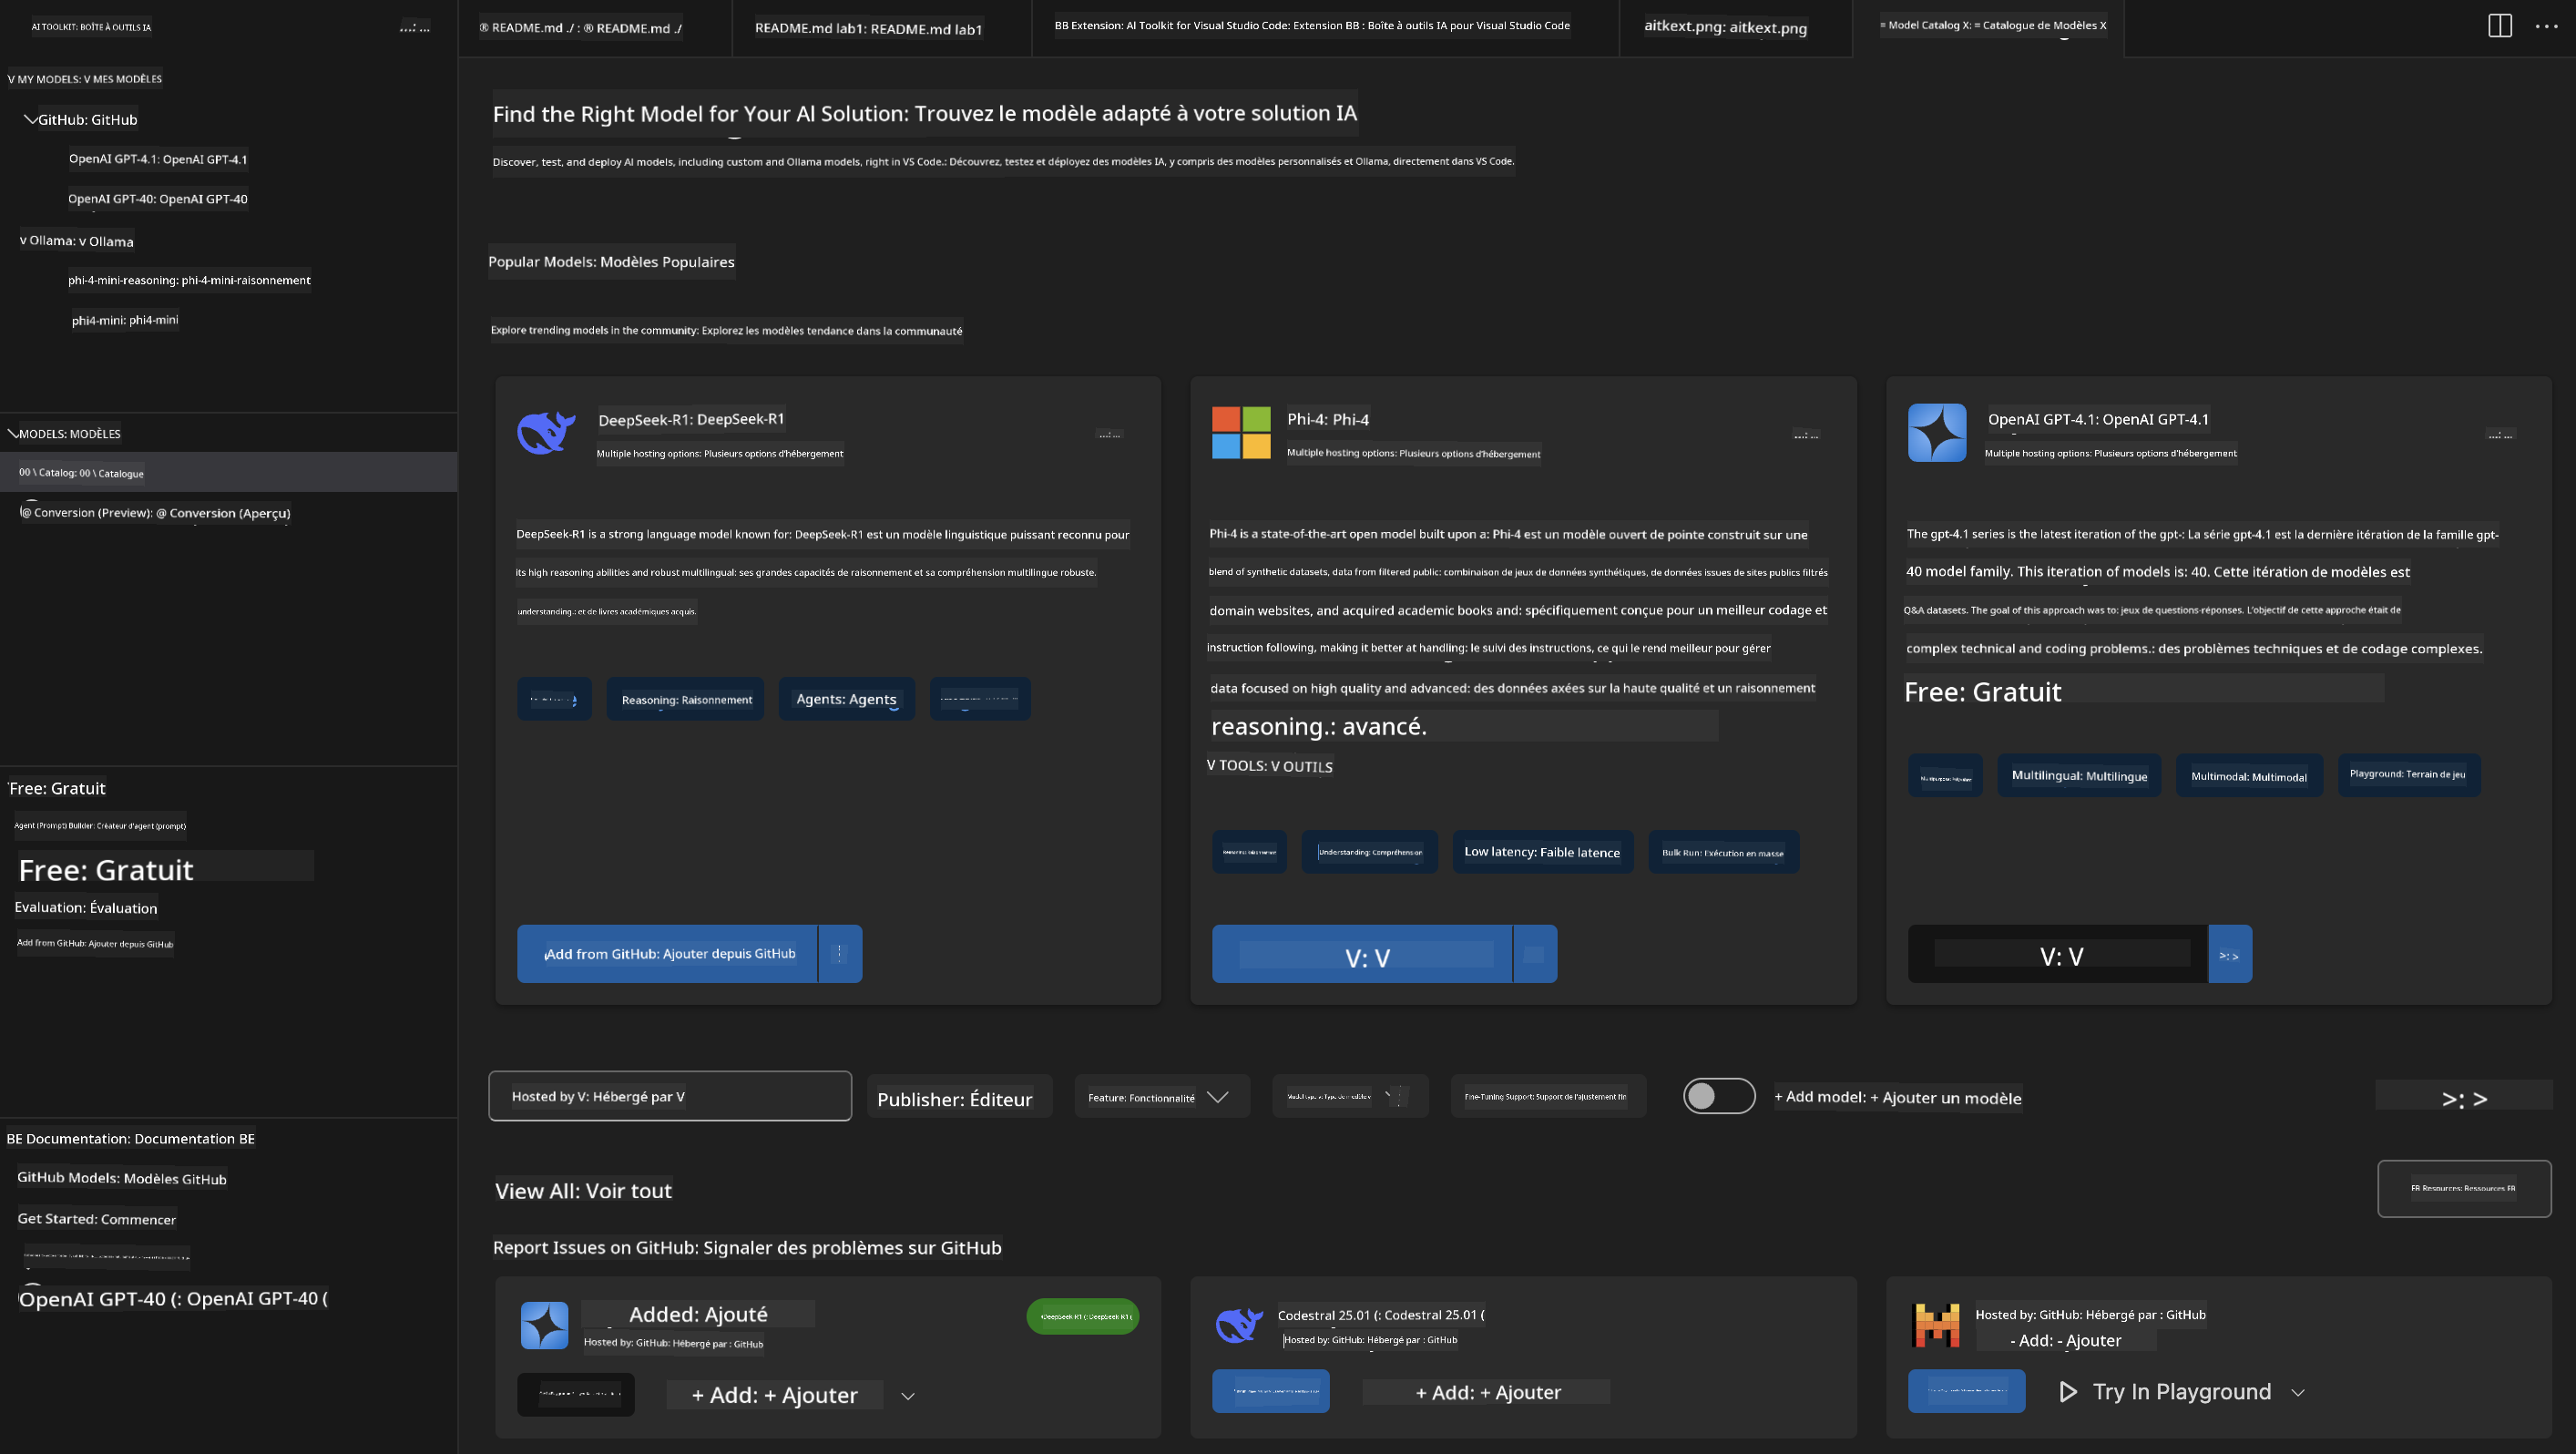 AI TOOLKIT: BOÎTE À OUTILS IA
...: ...
® README.md ./ : ® README.md ./
README.md lab1: README.md lab1
BB Extension: AI Toolkit for Visual Studio Code: Extension BB : Boîte à outils IA pour Visual Studio Code
aitkext.png: aitkext.png
= Model Catalog X: = Catalogue de Modèles X
V MY MODELS: V MES MODÈLES
GitHub: GitHub
OpenAI GPT-4.1: OpenAI GPT-4.1
OpenAI GPT-40: OpenAI GPT-40
v Ollama: v Ollama
phi-4-mini-reasoning: phi-4-mini-raisonnement
phi4-mini: phi4-mini
MODELS: MODÈLES
00 \ Catalog: 00 \ Catalogue
@ Conversion (Preview): @ Conversion (Aperçu)
Free: Gratuit
Agent (Prompt) Builder: Créateur d'agent (prompt)
Free: Gratuit
Evaluation: Évaluation
Add from GitHub: Ajouter depuis GitHub
BE Documentation: Documentation BE
GitHub Models: Modèles GitHub
Get Started: Commencer
OpenAI GPT-40 (: OpenAI GPT-40 (
Find the Right Model for Your Al Solution: Trouvez le modèle adapté à votre solution IA
Discover, test, and deploy AI models, including custom and Ollama models, right in VS Code.: Découvrez, testez et déployez des modèles IA, y compris des modèles personnalisés et Ollama, directement dans VS Code.
Popular Models: Modèles Populaires
Explore trending models in the community: Explorez les modèles tendance dans la communauté
DeepSeek-R1: DeepSeek-R1
Multiple hosting options: Plusieurs options d'hébergement
...: ...
DeepSeek-R1 is a strong language model known for: DeepSeek-R1 est un modèle linguistique puissant reconnu pour
its high reasoning abilities and robust multilingual: ses grandes capacités de raisonnement et sa compréhension multilingue robuste.
understanding.: et de livres académiques acquis.
Reasoning: Raisonnement
Agents: Agents
Add from GitHub: Ajouter depuis GitHub
Phi-4: Phi-4
Multiple hosting options: Plusieurs options d'hébergement
...: ...
Phi-4 is a state-of-the-art open model built upon a: Phi-4 est un modèle ouvert de pointe construit sur une
blend of synthetic datasets, data from filtered public: combinaison de jeux de données synthétiques, de données issues de sites publics filtrés
domain websites, and acquired academic books and: spécifiquement conçue pour un meilleur codage et
instruction following, making it better at handling: le suivi des instructions, ce qui le rend meilleur pour gérer
data focused on high quality and advanced: des données axées sur la haute qualité et un raisonnement
reasoning.: avancé.
V TOOLS: V OUTILS
Understanding: Compréhension
Low latency: Faible latence
Bulk Run: Exécution en masse
V: V
OpenAI GPT-4.1: OpenAI GPT-4.1
Multiple hosting options: Plusieurs options d'hébergement
...: ...
The gpt-4.1 series is the latest iteration of the gpt-: La série gpt-4.1 est la dernière itération de la famille gpt-
40 model family. This iteration of models is: 40. Cette itération de modèles est
Q&A datasets. The goal of this approach was to: jeux de questions-réponses. L'objectif de cette approche était de
complex technical and coding problems.: des problèmes techniques et de codage complexes.
Free: Gratuit
Multilingual: Multilingue
Multimodal: Multimodal
Playground: Terrain de jeu
V: V
>: >
Hosted by V: Hébergé par V
Publisher: Éditeur
Feature: Fonctionnalité
Model type v: Type de modèle v
Fine-Tuning Support: Support de l'ajustement fin
+ Add model: + Ajouter un modèle
>: >
View All: Voir tout
EB Resources: Ressources EB
Report Issues on GitHub: Signaler des problèmes sur GitHub
Added: Ajouté
Hosted by: GitHub: Hébergé par : GitHub
DeepSeek-R1 (: DeepSeek-R1 (
+ Add: + Ajouter
Codestral 25.01 (: Codestral 25.01 (
Hosted by: GitHub: Hébergé par : GitHub
+ Add: + Ajouter
Hosted by: GitHub: Hébergé par : GitHub
- Add: - Ajouter
Try In Playground